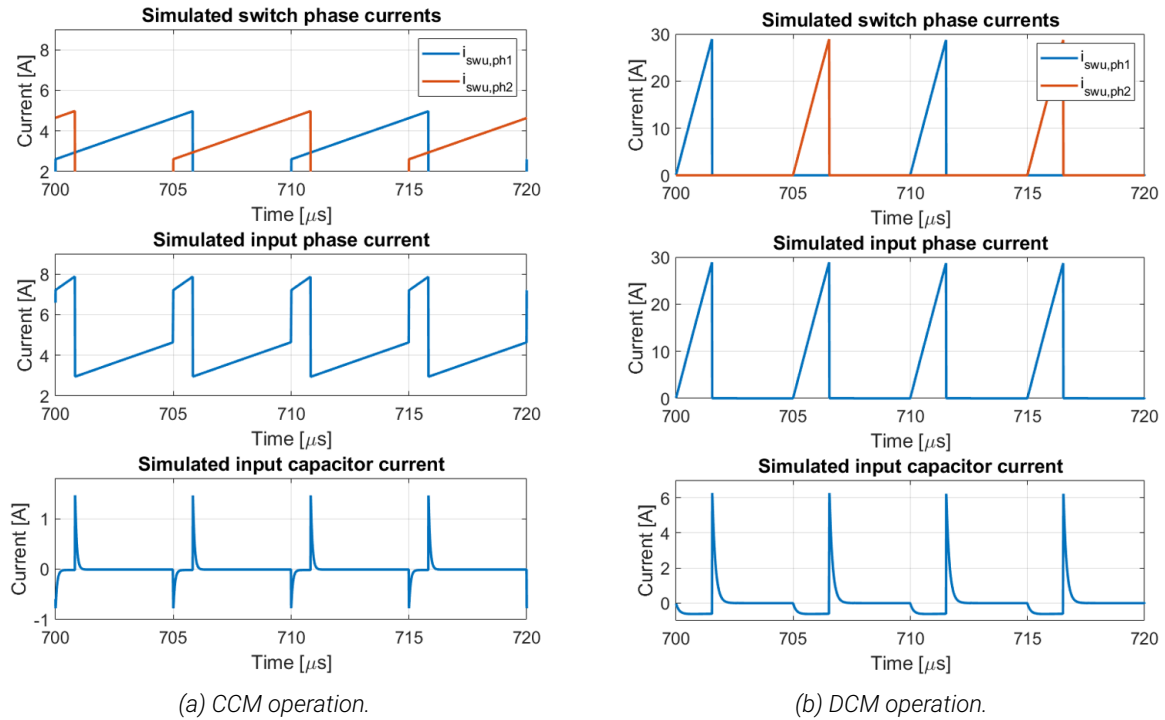 Simulated switch phase currents
Current [A]
8
6
4
2
i_swu,ph1
i_swu,ph2
700
705
710
715
720
Time [μs]
Simulated input phase current
Current [A]
8
6
4
2
700
705
710
715
720
Time [μs]
Simulated input capacitor current
Current [A]
1
0
-1
700
705
710
715
720
Time [μs]
(a) CCM operation.
Simulated switch phase currents
Current [A]
30
20
10
0
i_swu,ph1
i_swu,ph2
700
705
710
715
720
Time [μs]
Simulated input phase current
Current [A]
30
20
10
0
700
705
710
715
720
Time [μs]
Simulated input capacitor current
Current [A]
6
4
2
0
700
705
710
715
720
Time [μs]
(b) DCM operation.